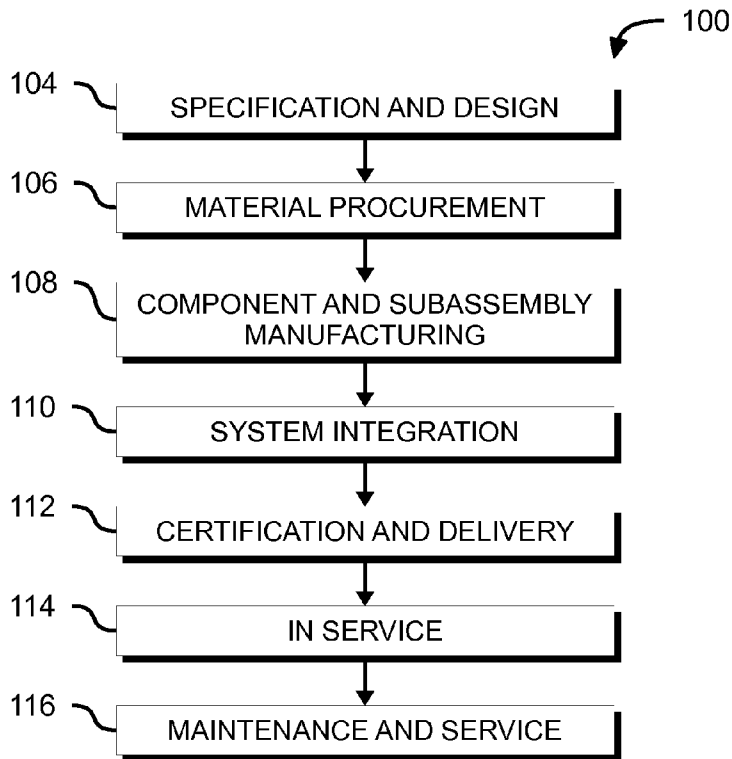 100
104
SPECIFICATION AND DESIGN
106
MATERIAL PROCUREMENT
108
COMPONENT AND SUBASSEMBLY
MANUFACTURING
110
SYSTEM INTEGRATION
112
CERTIFICATION AND DELIVERY
114
IN SERVICE
116
MAINTENANCE AND SERVICE